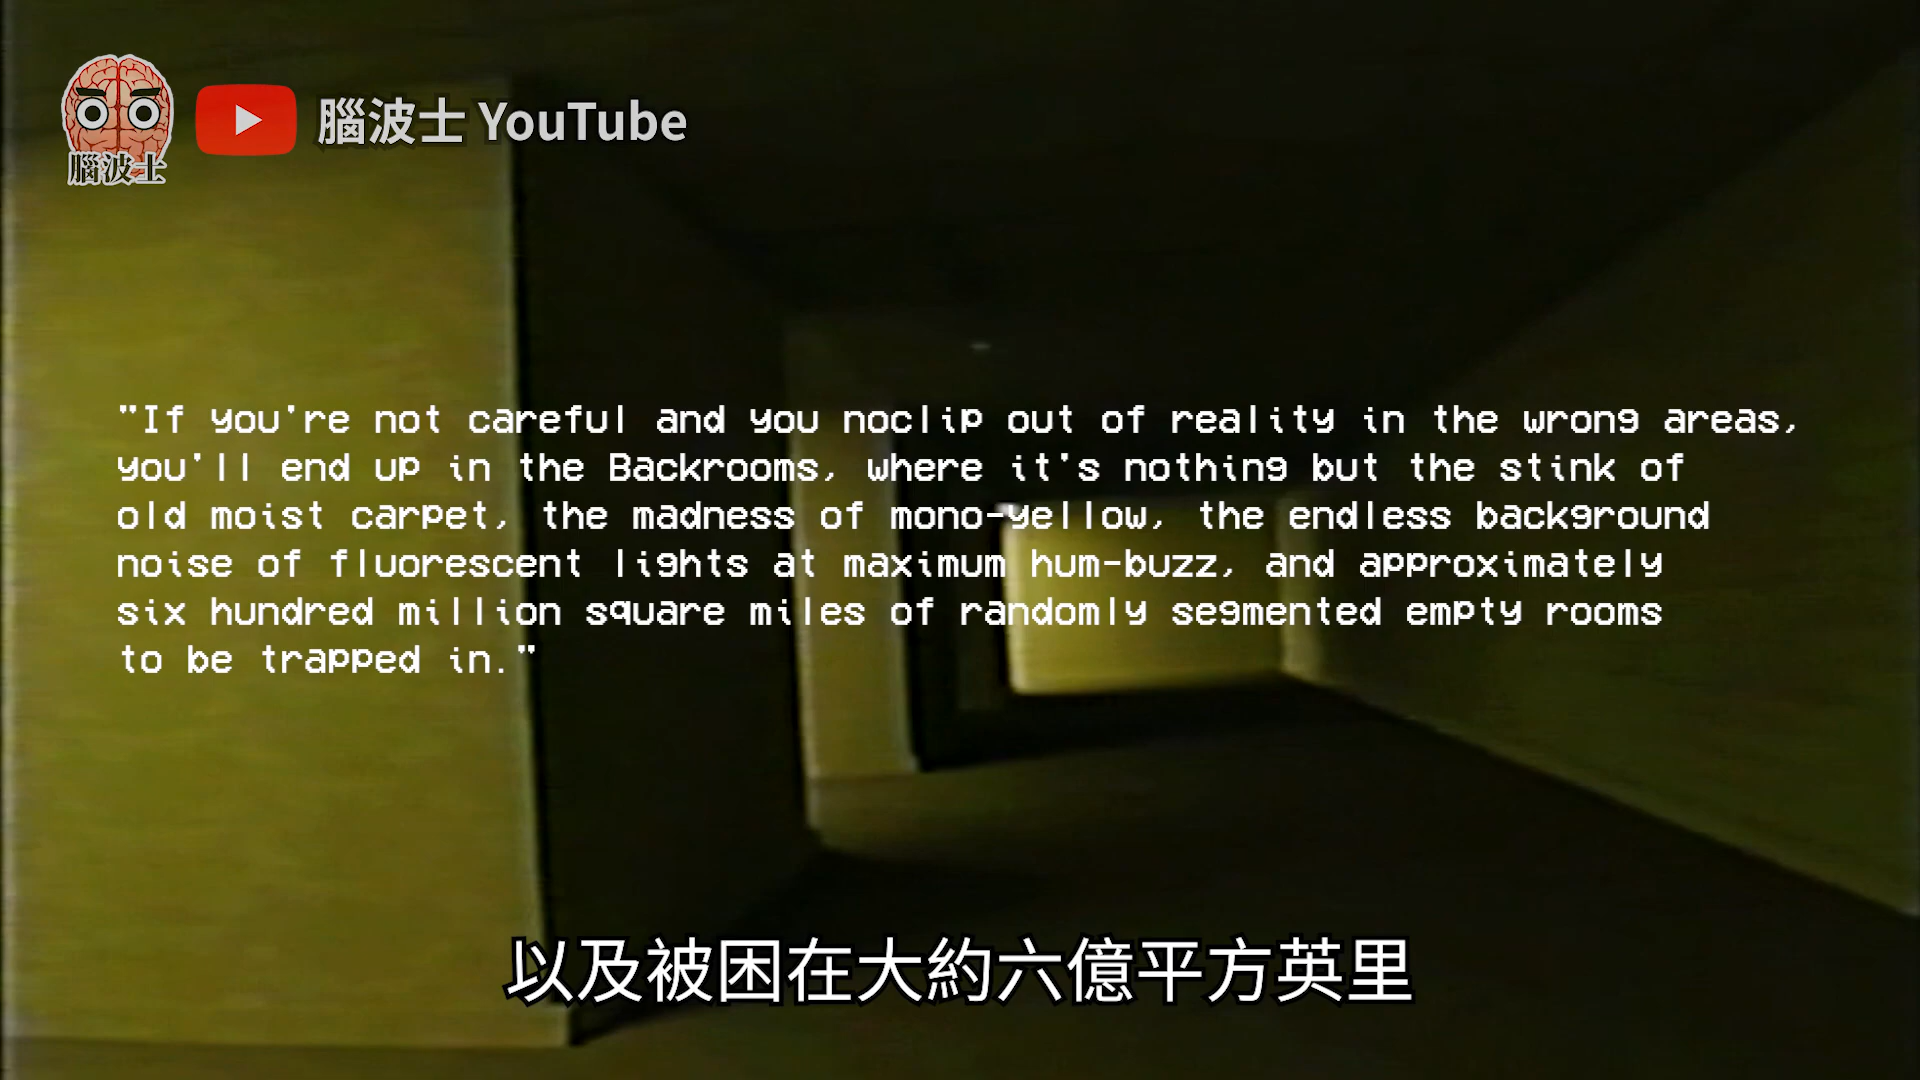 腦波士
腦波士 YouTube
"If you're not careful and you noclip out of reality in the wrong areas,
you'll end up in the Backrooms, where it's nothing but the stink of
old moist carpet, the madness of mono-yellow, the endless background
noise of fluorescent lights at maximum hum-buzz, and approximately
six hundred million square miles of randomly segmented empty rooms
to be trapped in."
以及被困在大約六億平方英里